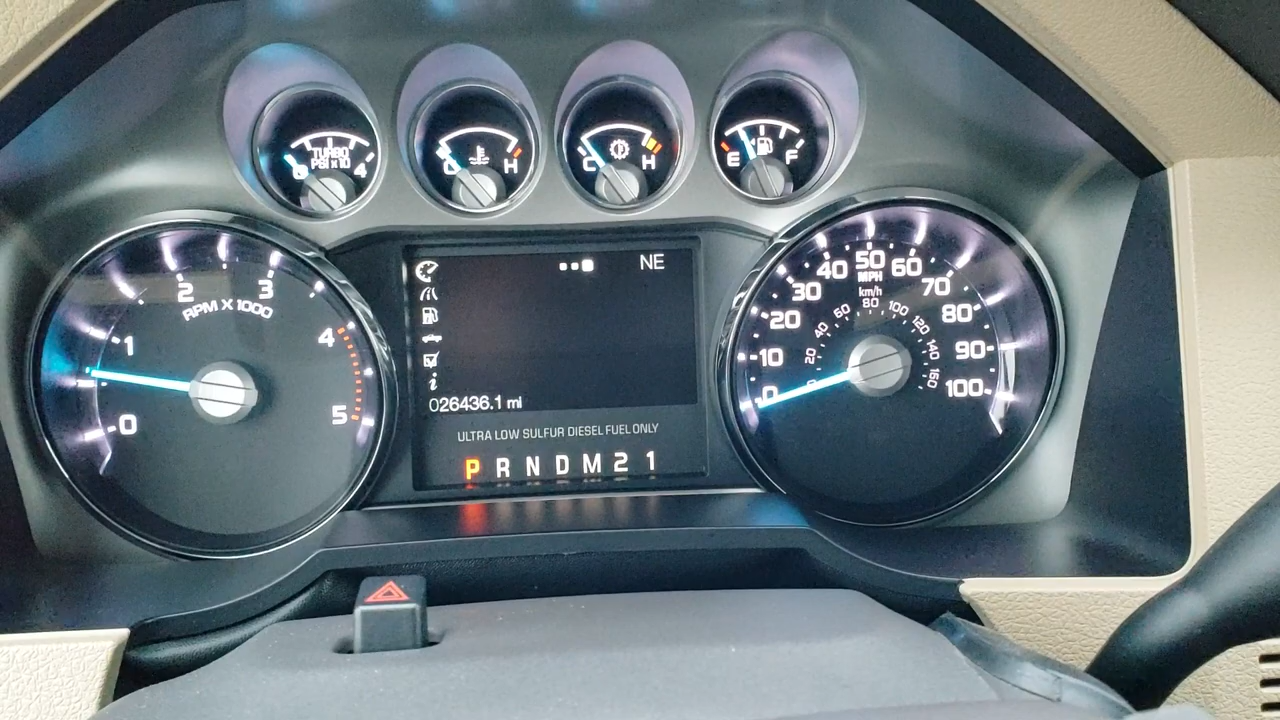 TURBO
PSI X 10
0 4
C H
C H
E F
NE
0 1 2 3 4 5
RPM X 1000
026436.1 mi
ULTRA LOW SULFUR DIESEL FUEL ONLY
P R N D M 2 1
0 10 20 30 40 50 60 70 80 90 100
MPH
km/h
20 40 60 80 100 120 140 160